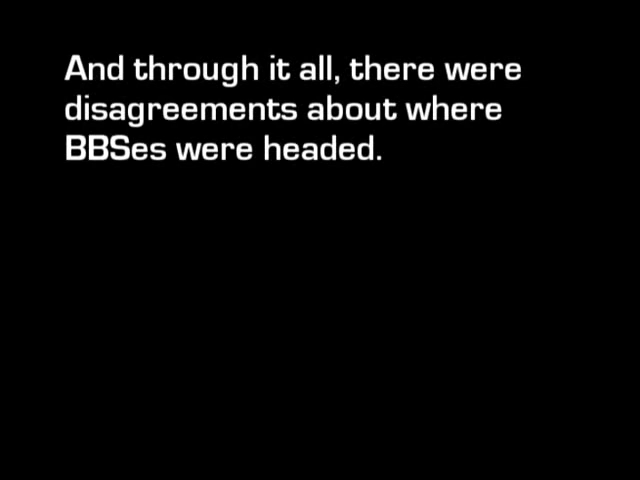 And through it all, there were
disagreements about where
BBSes were headed.